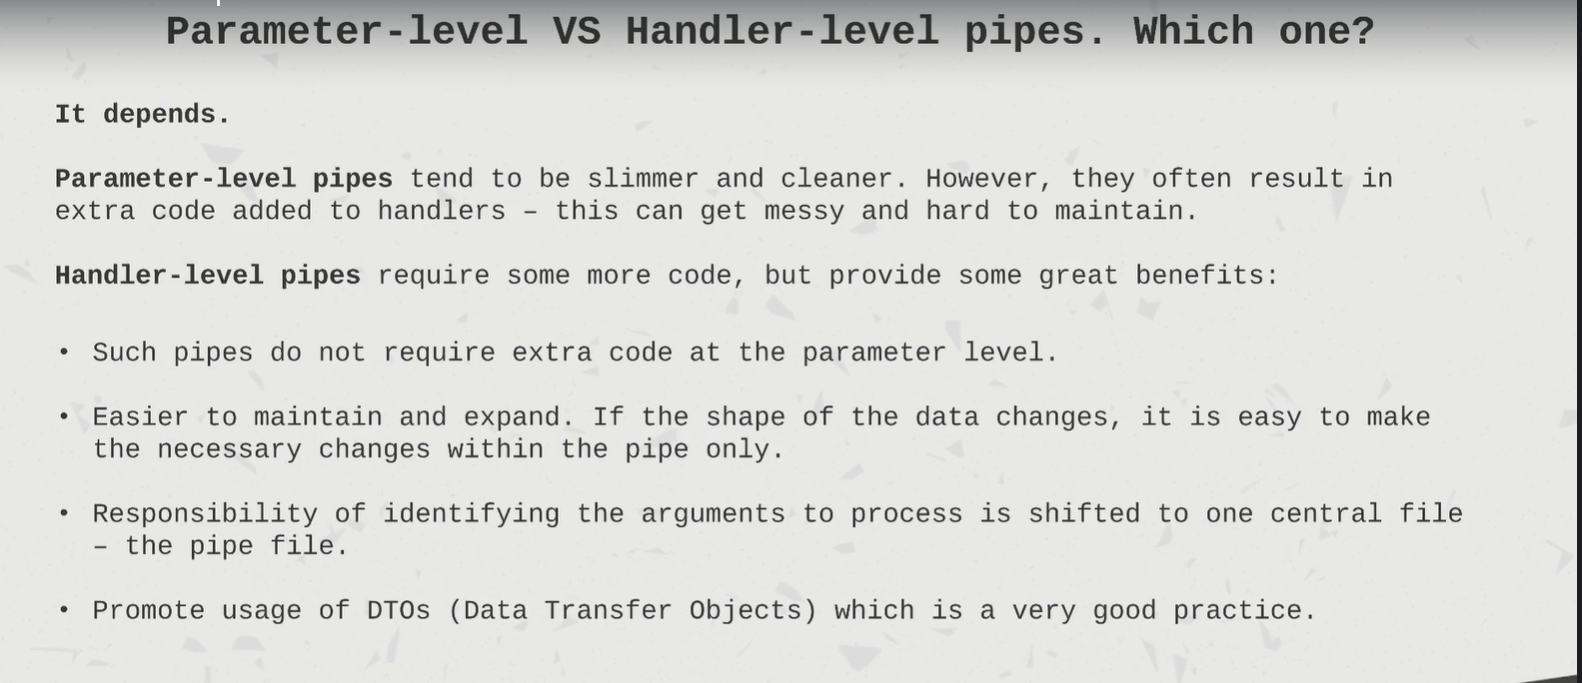 Parameter-level VS Handler-level pipes. Which one?
It depends.
Parameter-level pipes tend to be slimmer and cleaner. However, they often result in
extra code added to handlers – this can get messy and hard to maintain.
Handler-level pipes require some more code, but provide some great benefits:
• Such pipes do not require extra code at the parameter level.
• Easier to maintain and expand. If the shape of the data changes, it is easy to make
the necessary changes within the pipe only.
• Responsibility of identifying the arguments to process is shifted to one central file
– the pipe file.
• Promote usage of DTOs (Data Transfer Objects) which is a very good practice.